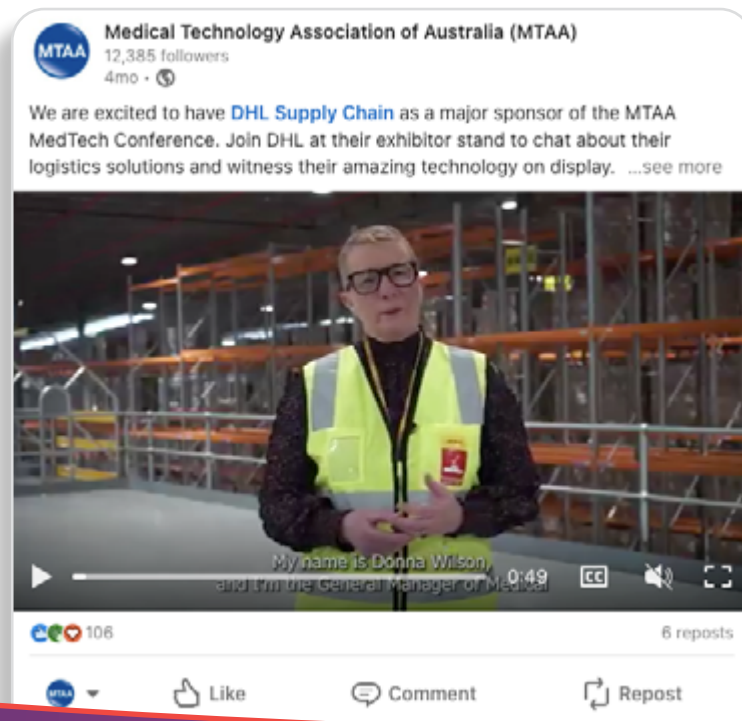 MTAA
Medical Technology Association of Australia (MTAA)
12,385 followers
4mo •
We are excited to have DHL Supply Chain as a major sponsor of the MTAA
MedTech Conference. Join DHL at their exhibitor stand to chat about their
logistics solutions and witness their amazing technology on display. ...see more
My name is Donna Wilson,
and I'm the General Manager of Medical
0:49
CC
106
6 reposts
MTAA
Like
Comment
Repost